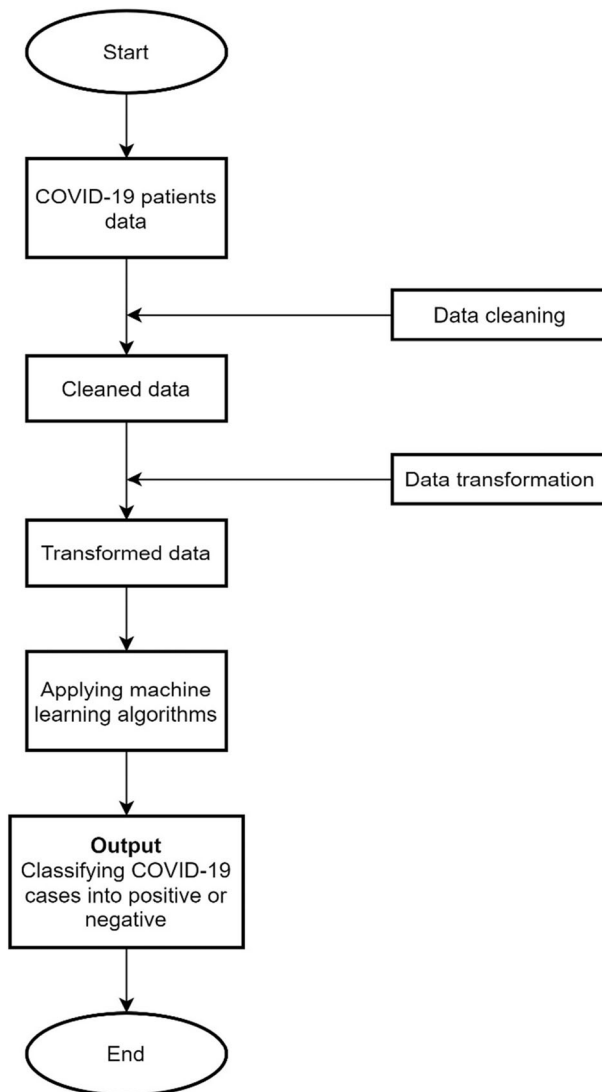 Start
COVID-19 patients
data
Data cleaning
Cleaned data
Data transformation
Transformed data
Applying machine
learning algorithms
Output
Classifying COVID-19
cases into positive or
negative
End